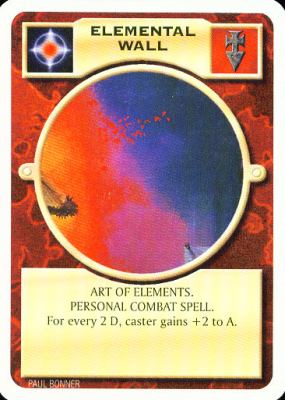 ELEMENTAL
WALL
ART OF ELEMENTS.
PERSONAL COMBAT SPELL.
For every 2 D, caster gains +2 to A.
PAUL BONNER